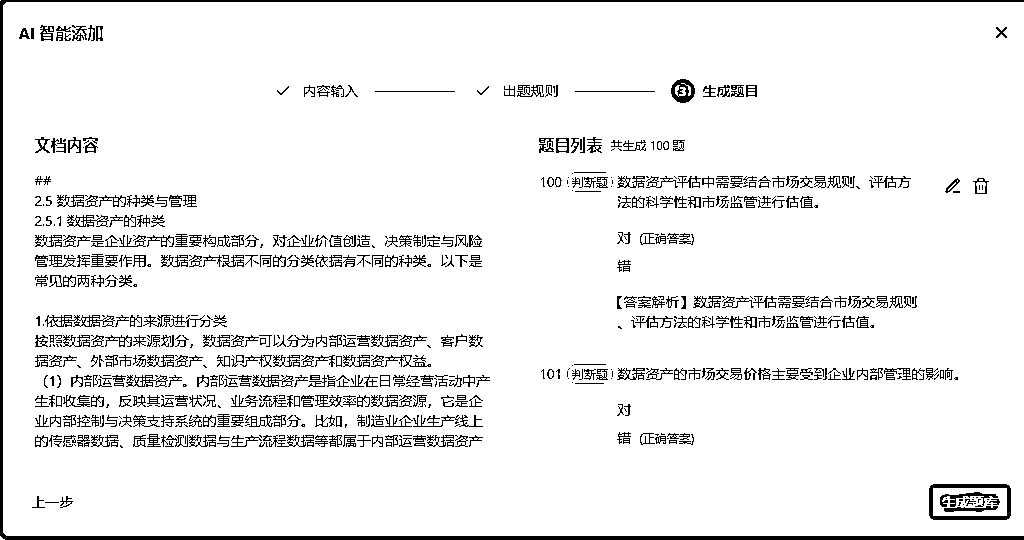 AI 智能添加
内容输入
出题规则
3 生成题目
文档内容
##
2.5 数据资产的种类与管理
2.5.1 数据资产的种类
数据资产是企业资产的重要构成部分，对企业价值创造、决策制定与风险
管理发挥重要作用。数据资产根据不同的分类依据有不同的种类。以下是
常见的两种分类。
1.依据数据资产的来源进行分类
按照数据资产的来源划分，数据资产可以分为内部运营数据资产、客户数
据资产、外部市场数据资产、知识产权数据资产和数据资产权益。
（1）内部运营数据资产。内部运营数据资产是指企业在日常经营活动中产
生和收集的，反映其运营状况、业务流程和管理效率的数据资源，它是企
业内部控制与决策支持系统的重要组成部分。比如，制造业企业生产线上
的传感器数据、质量检测数据与生产流程数据等都属于内部运营数据资产
题目列表 共生成 100 题
100 判断题 数据资产评估中需要结合市场交易规则、评估方
法的科学性和市场监管进行估值。
对 (正确答案)
错
【答案解析】数据资产评估需要结合市场交易规则
、评估方法的科学性和市场监管进行估值。
101 判断题 数据资产的市场交易价格主要受到企业内部管理的影响。
对
错 (正确答案)
上一步
生成题库